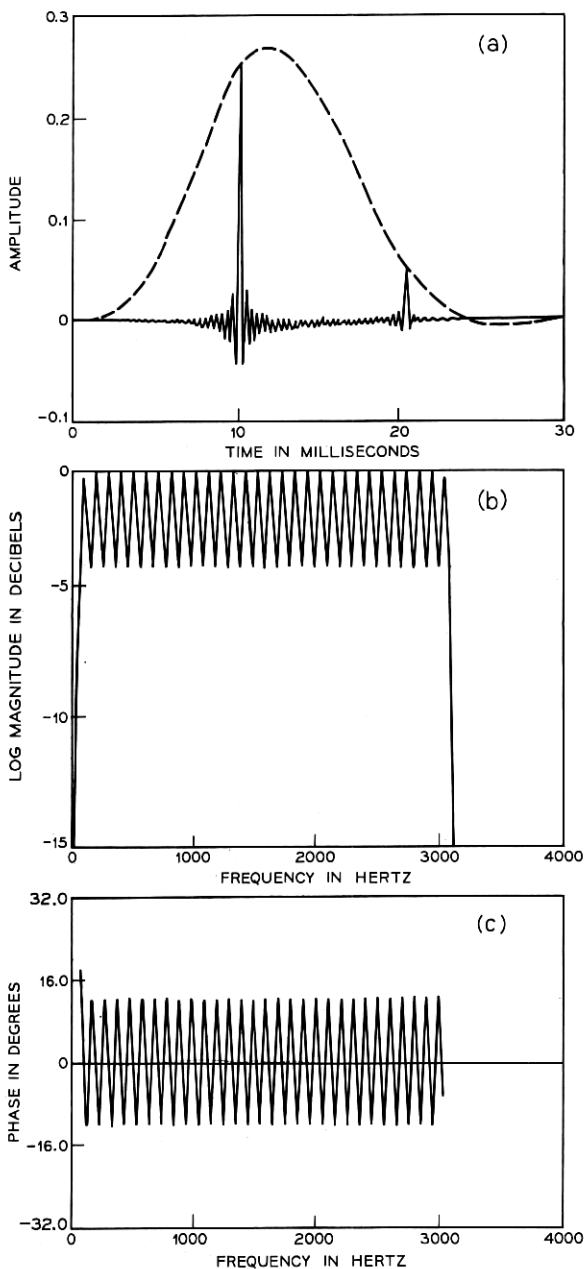 0.3
(a)
0.2
0.1
0
-0.1
AMPLITUDE
0 10 20 30
TIME IN MILLISECONDS
0
(b)
-5
-10
-15
LOG MAGNITUDE IN DECIBELS
0 1000 2000 3000 4000
FREQUENCY IN HERTZ
32.0
(c)
16.0
0
-16.0
-32.0
PHASE IN DEGREES
0 1000 2000 3000 4000
FREQUENCY IN HERTZ